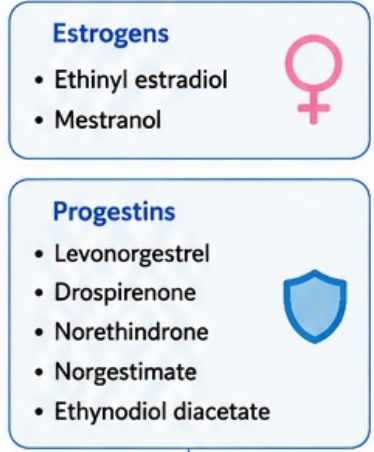 Estrogens
• Ethinyl estradiol
• Mestranol
Progestins
• Levonorgestrel
• Drospirenone
• Norethindrone
• Norgestimate
• Ethynodiol diacetate